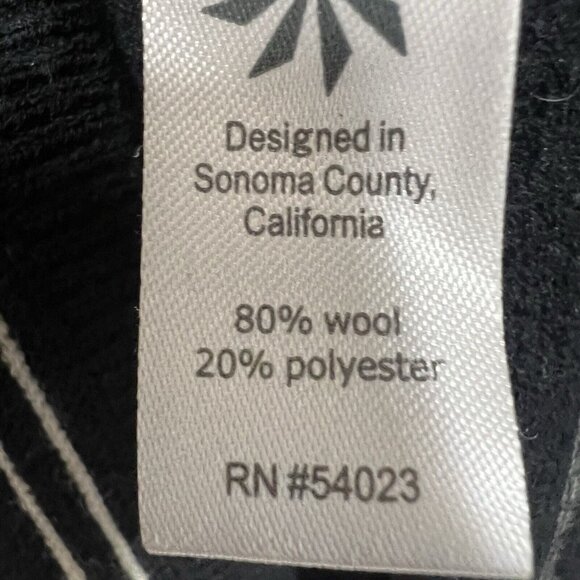 Designed in
Sonoma County,
California
80% wool
20% polyester
RN #54023